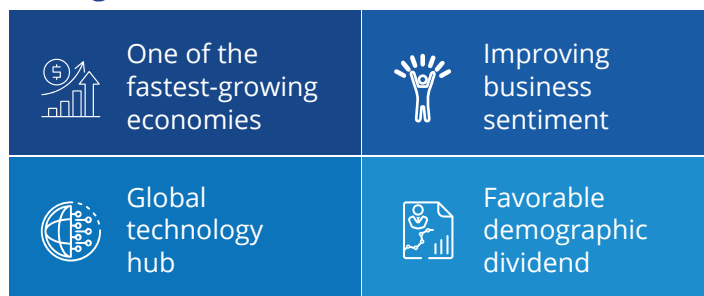 One of the
fastest-growing
economies
Improving
business
sentiment
Global
technology
hub
Favorable
demographic
dividend